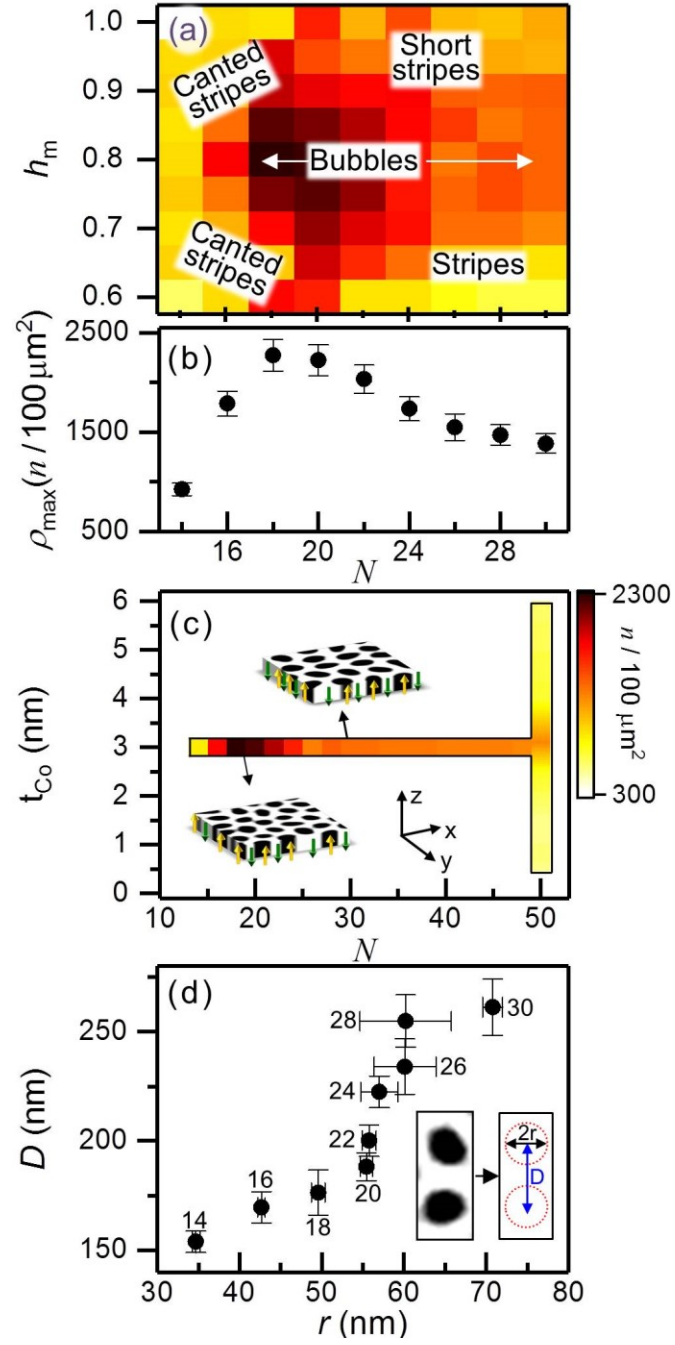 (a)
1.0
0.9
0.8
0.7
0.6
h_m
Canted
stripes
Short
stripes
Bubbles
Canted
stripes
Stripes
(b)
2500
1500
500
ρ_max(n / 100 μm²)
16
20
24
28
N
(c)
6
5
4
3
2
1
0
t_Co (nm)
z
x
y
10
20
30
40
50
N
2300
n / 100 μm²
300
(d)
250
200
150
D (nm)
14
16
18
20
22
24
26
28
30
2r
D
30
40
50
60
70
80
r (nm)